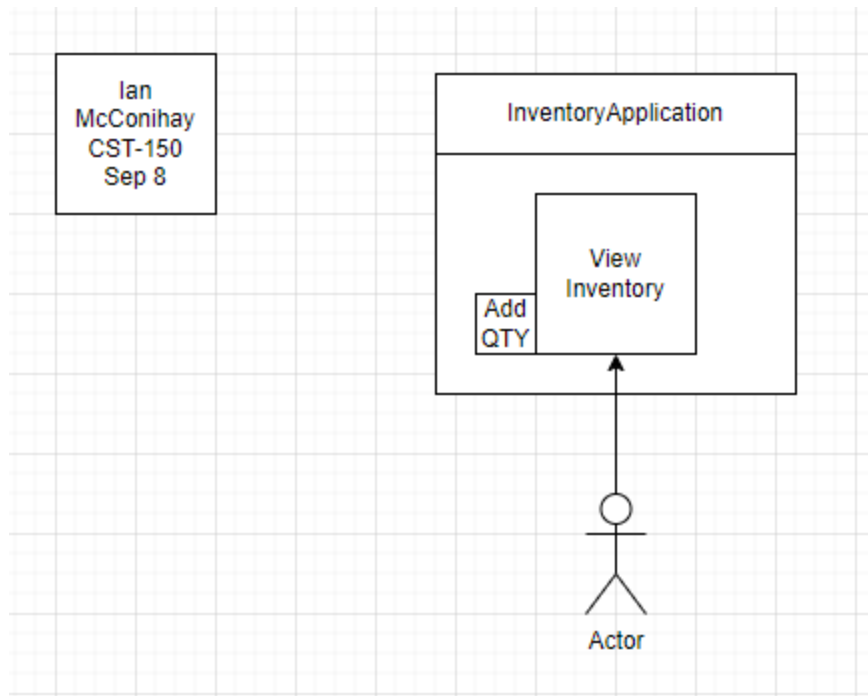 Ian
McConihay
CST-150
Sep 8
InventoryApplication
View
Inventory
Add
QTY
Actor